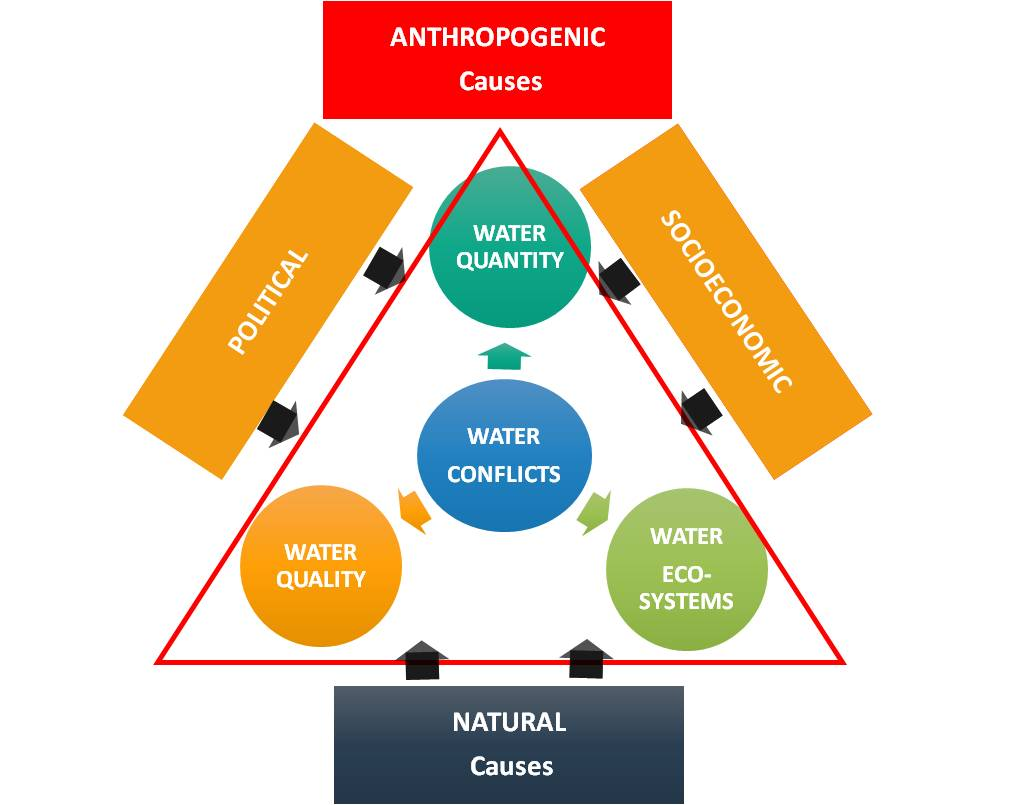 ANTHROPOGENIC
Causes
POLITICAL
SOCIOECONOMIC
WATER
QUANTITY
WATER
CONFLICTS
WATER
QUALITY
WATER
ECO-
SYSTEMS
NATURAL
Causes